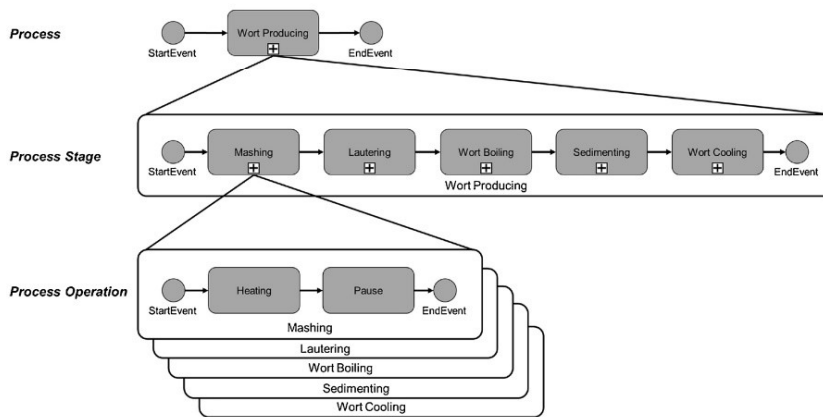 Process
Wort Producing
StartEvent
EndEvent
Process Stage
Mashing
Lautering
Wort Boiling
Sedimenting
Wort Cooling
StartEvent
EndEvent
Wort Producing
Process Operation
Heating
Pause
StartEvent
EndEvent
Mashing
Lautering
Wort Boiling
Sedimenting
Wort Cooling